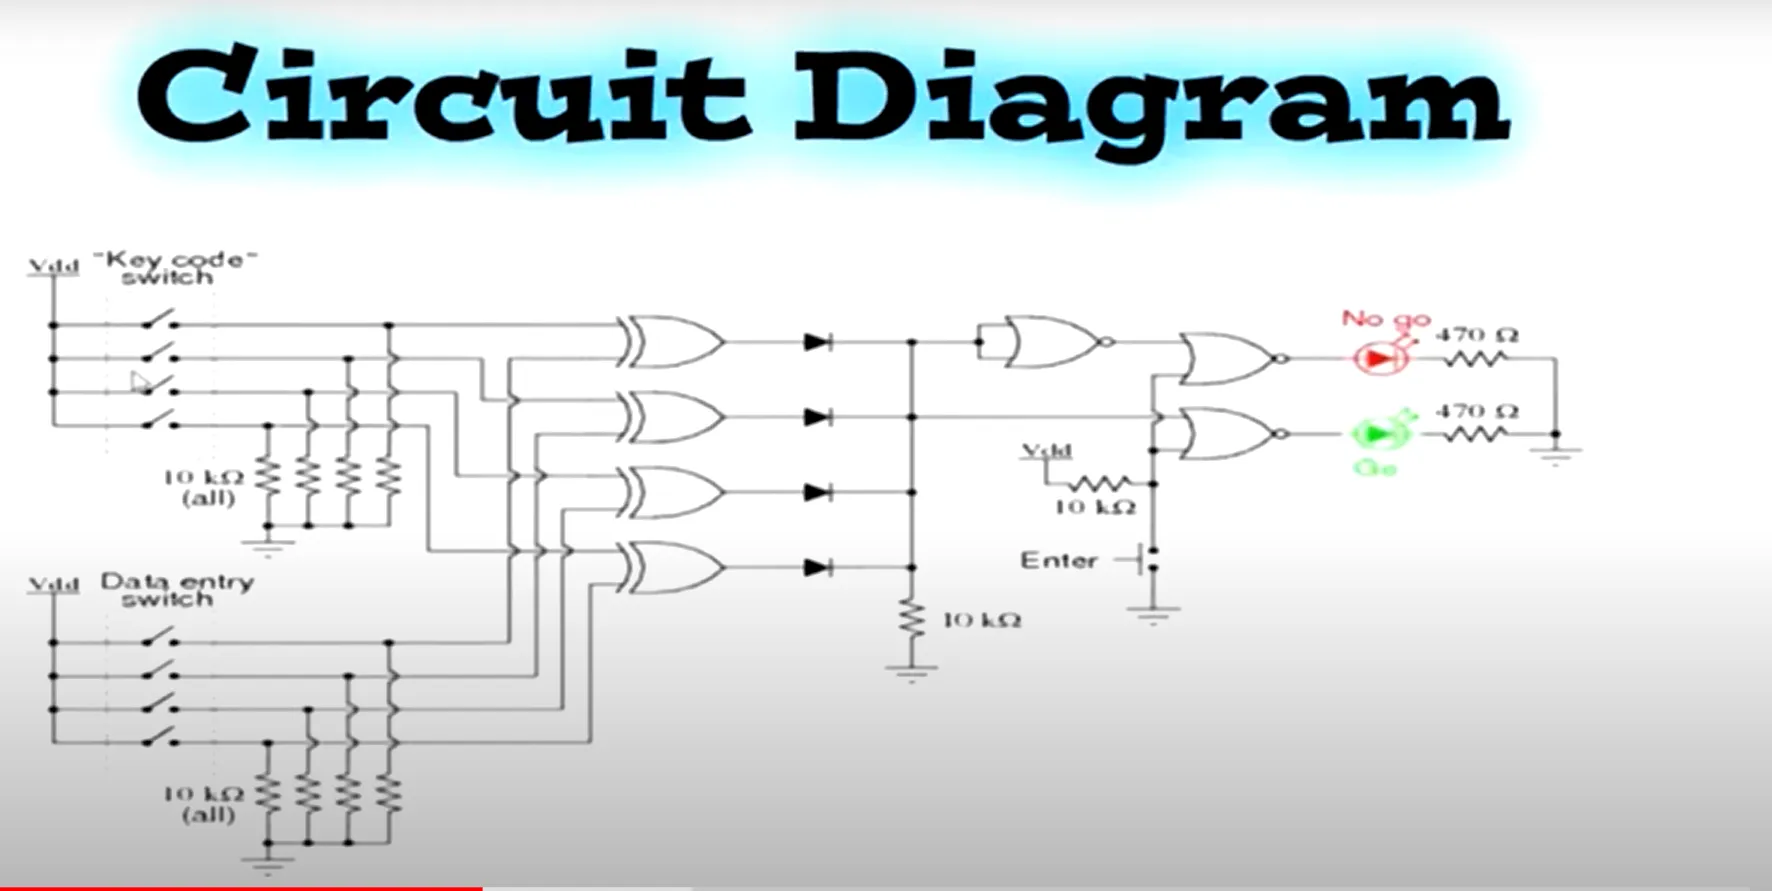 Circuit Diagram
Vdd
"Key code"
switch
10 kΩ
(all)
Vdd
Data entry
switch
10 kΩ
(all)
10 kΩ
Vdd
10 kΩ
Enter
No go
470 Ω
470 Ω
Go